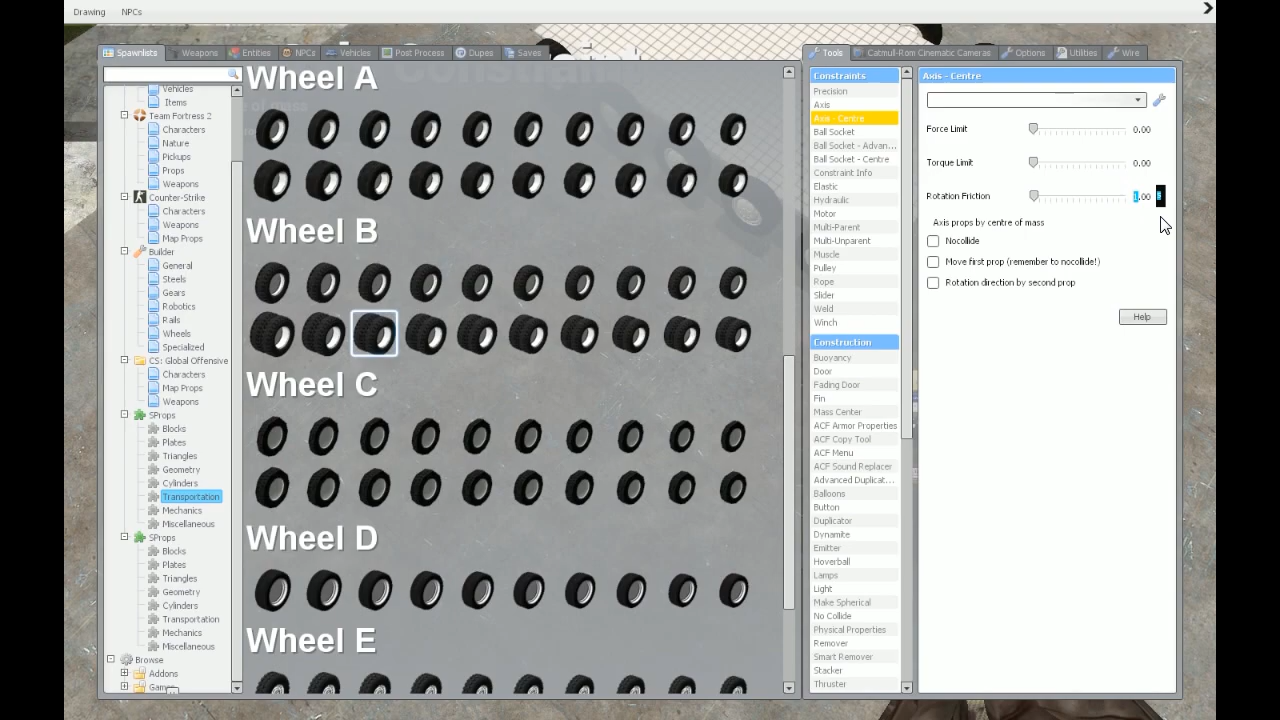 Drawing NPCs
Spawnlists Weapons Entities NPCs Vehicles Post Process Dupes Saves
Vehicles
Items
Team Fortress 2
Characters
Nature
Pickups
Props
Weapons
Counter-Strike
Characters
Weapons
Map Props
Builder
General
Steels
Gears
Robotics
Rails
Wheels
Specialized
CS: Global Offensive
Characters
Map Props
Weapons
SProps
Blocks
Plates
Triangles
Geometry
Cylinders
Transportation
Mechanics
Miscellaneous
SProps
Blocks
Plates
Triangles
Geometry
Cylinders
Transportation
Mechanics
Miscellaneous
Browse
Addons
Wheel A
Wheel B
Wheel C
Wheel D
Wheel E
Tools Catmull-Rom Cinematic Cameras Options Utilities Wire
Constraints
Precision
Axis
Axis - Centre
Ball Socket
Ball Socket - Advan...
Ball Socket - Centre
Constraint Info
Elastic
Hydraulic
Motor
Multi-Parent
Multi-Unparent
Muscle
Pulley
Rope
Slider
Weld
Winch
Construction
Buoyancy
Door
Fading Door
Fin
Mass Center
ACF Armor Properties
ACF Copy Tool
ACF Menu
ACF Sound Replacer
Advanced Duplicat...
Balloons
Button
Duplicator
Dynamite
Emitter
Hoverball
Lamps
Light
Make Spherical
No Collide
Physical Properties
Remover
Smart Remover
Stacker
Thruster
Axis - Centre
Force Limit 0.00
Torque Limit 0.00
Rotation Friction .00
Axis props by centre of mass
Nocollide
Move first prop (remember to nocollide!)
Rotation direction by second prop
Help